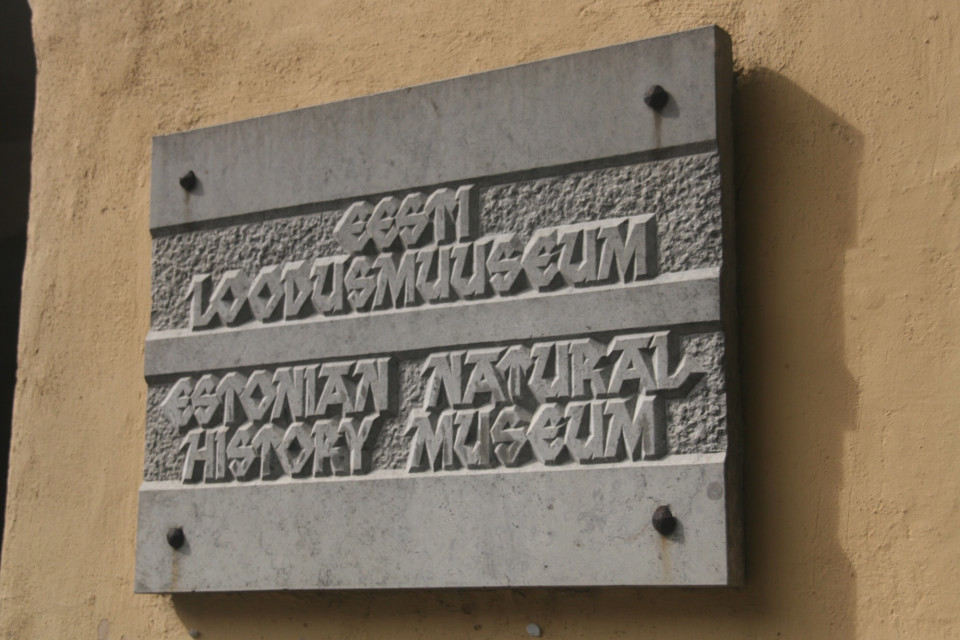 EESTI
LOODUSMUUSEUM
ESTONIAN NATURAL
HISTORY MUSEUM